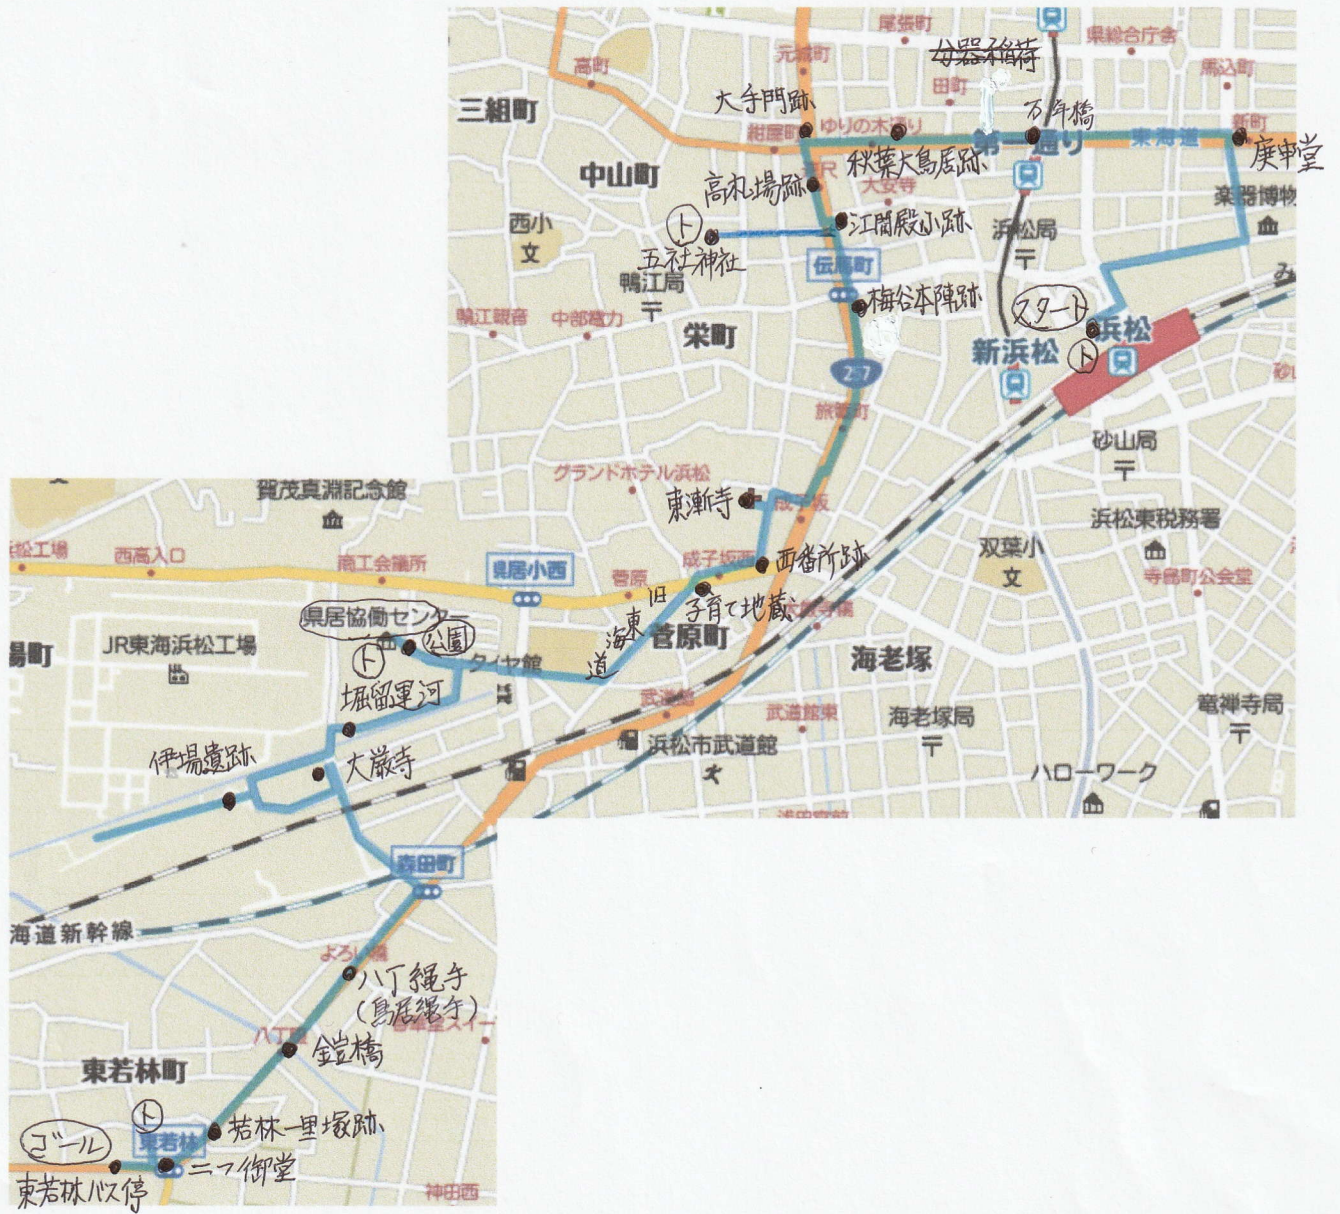 尾張町
県総合庁舎
分器稲荷
元城町
高町
馬込町
田町
大手門跡
三組町
万年橋
紺屋町
ゆりの木通り
新町
第一通り
東海道
庚申堂
秋葉大鳥居跡
中山町
高札場跡
大安寺
楽器博物
西小
文
ト
江間殿小跡
浜松局
五社神社
伝馬町
鴨江局
梅谷本陣跡
スタート
鴨江観音
中部電力
栄町
浜松
新浜松
ト
257
旅篭町
砂山局
グランドホテル浜松
賀茂真淵記念館
東漸寺
成子坂
浜松東税務署
双葉小
文
松工場
西高入口
商工会議所
県居小西
成子坂西
西番所跡
菅原
寺島町公会堂
子育て地蔵
旧
東
海
道
県居協働センター
菅原町
公園
JR東海浜松工場
ト
タイヤ館
海老塚
場町
堀留運河
武道館
武道館東
海老塚局
竜禅寺局
浜松市武道館
伊場遺跡
大厳寺
ハローワーク
森田町
海道新幹線
よろい橋
八丁縄手
(鳥居縄手)
八丁縄
鎧橋
東若林町
ト
若林一里塚跡
ゴール
東若林
二つ御堂
東若林バス停
神田西